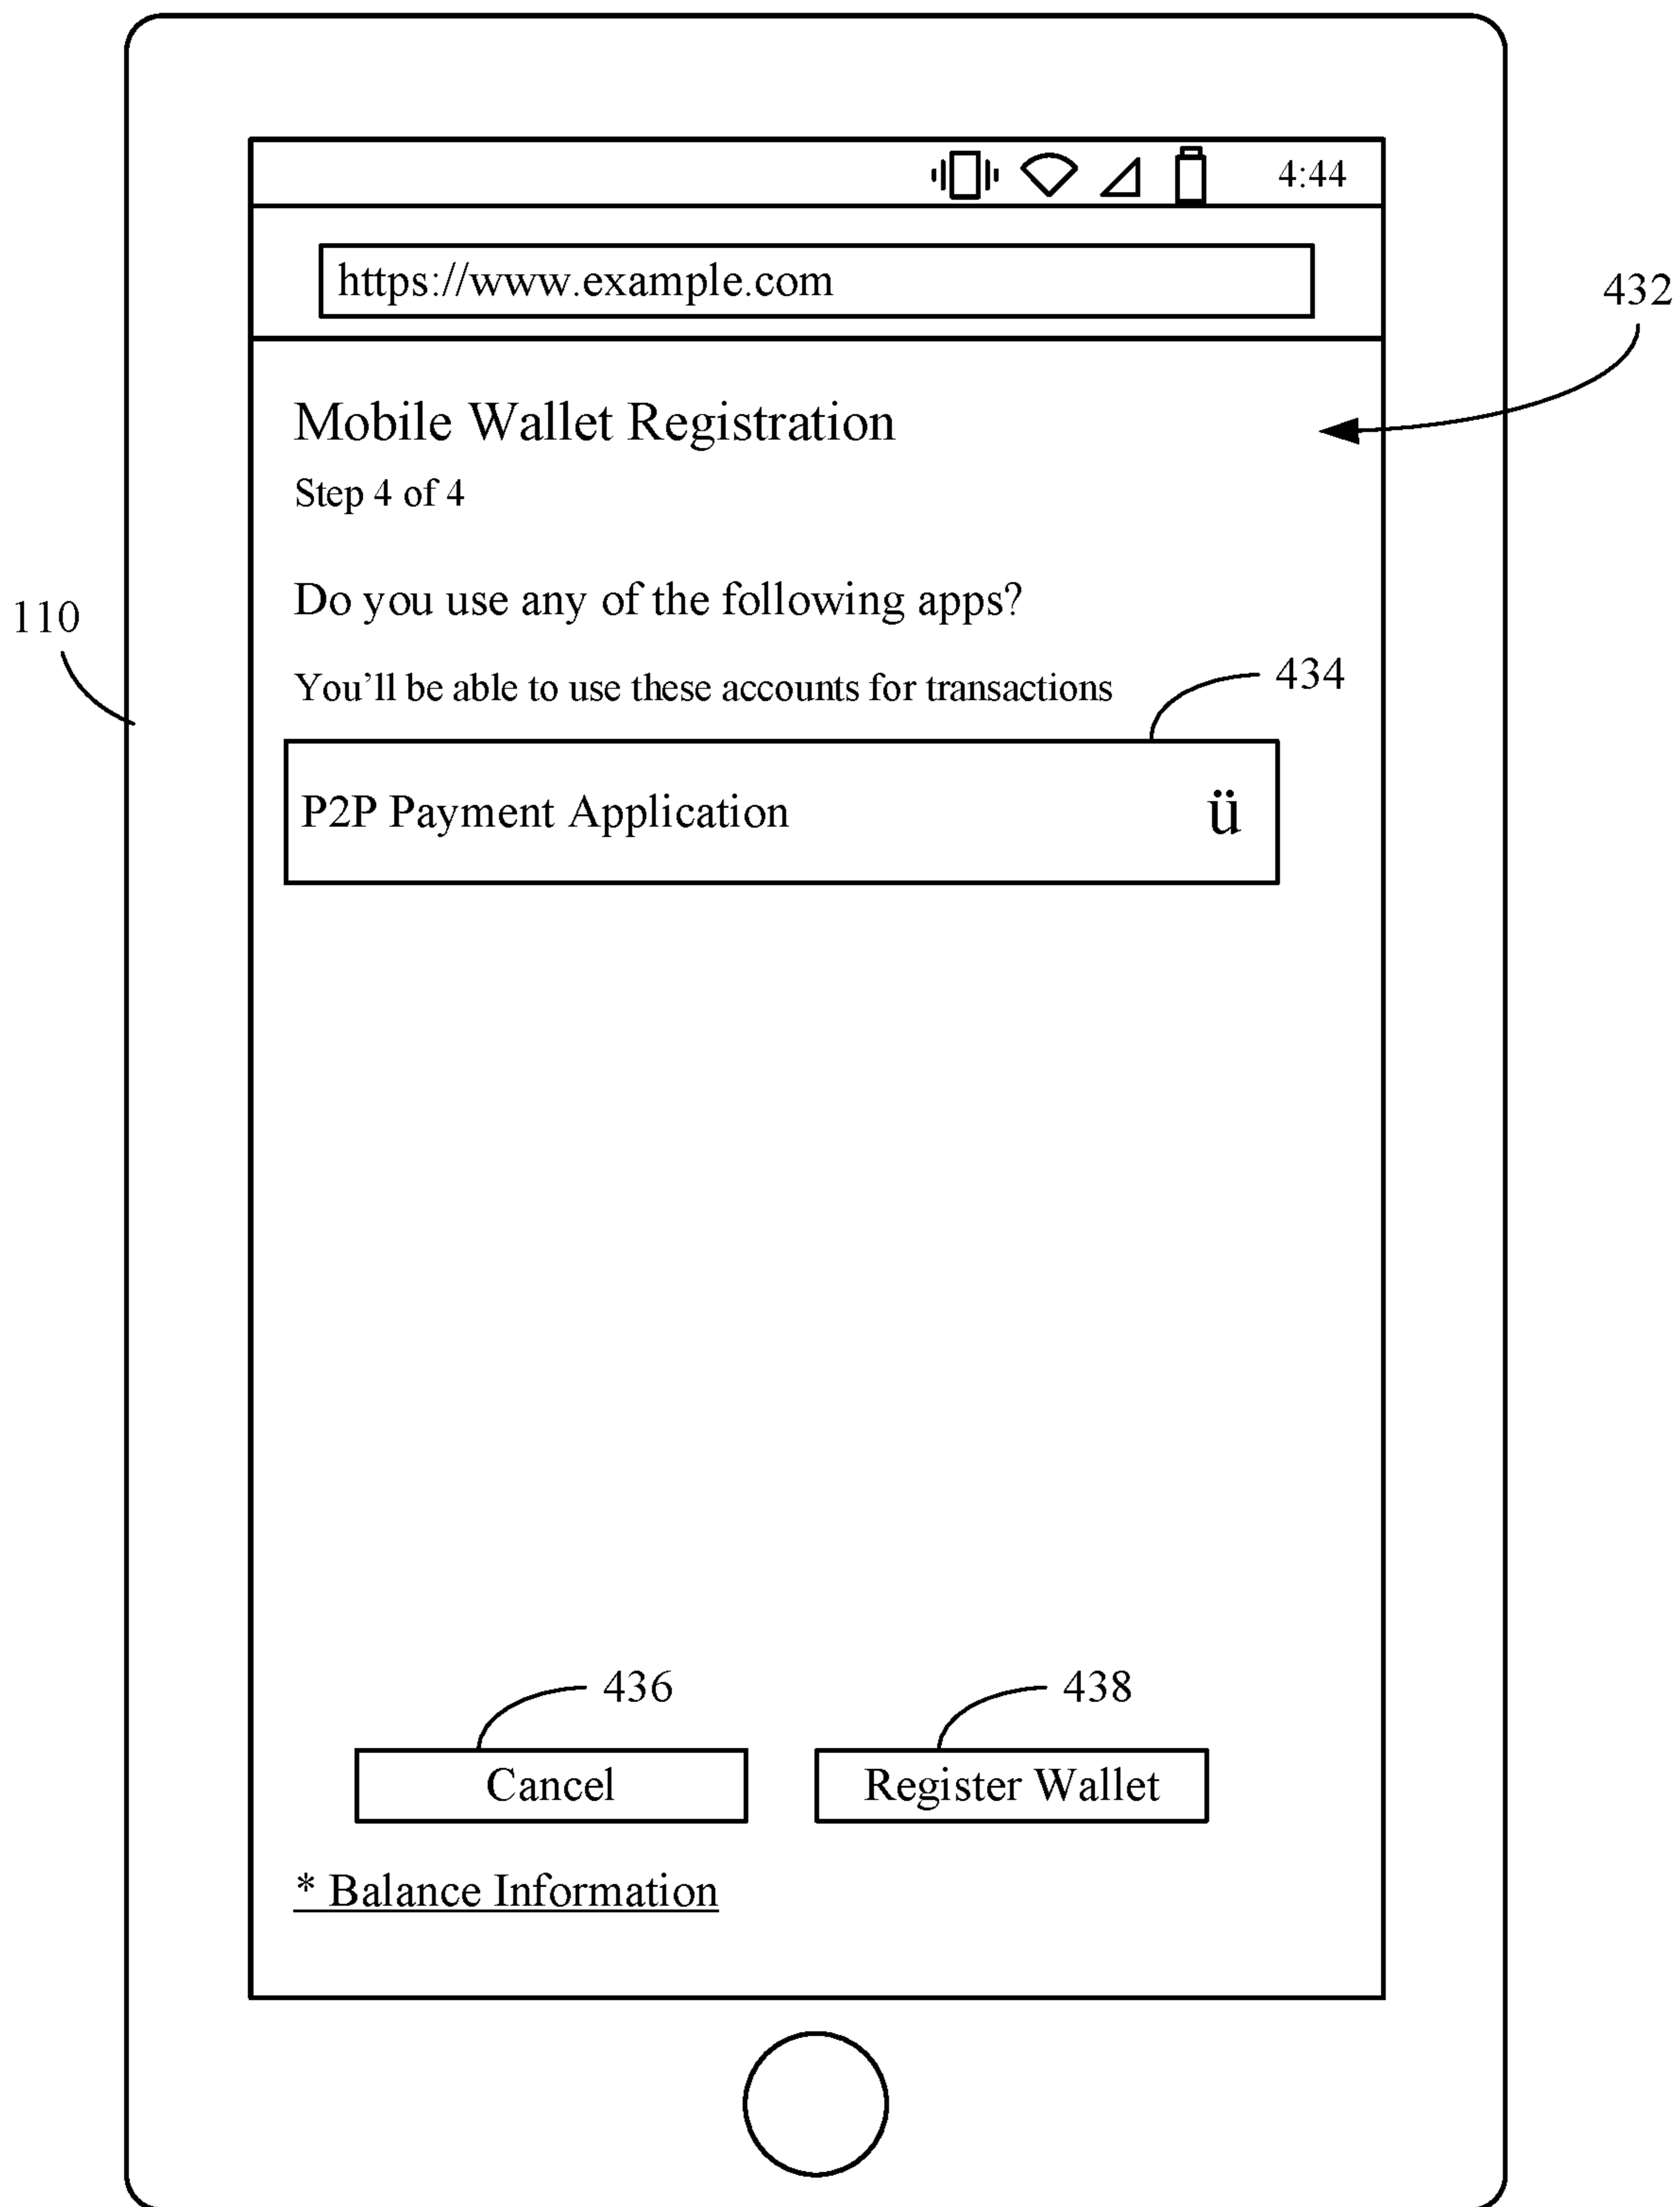 4:44
https://www.example.com
432
Mobile Wallet Registration
Step 4 of 4
Do you use any of the following apps?
110
You'll be able to use these accounts for transactions
434
P2P Payment Application ü
436
438
Cancel
Register Wallet
* Balance Information